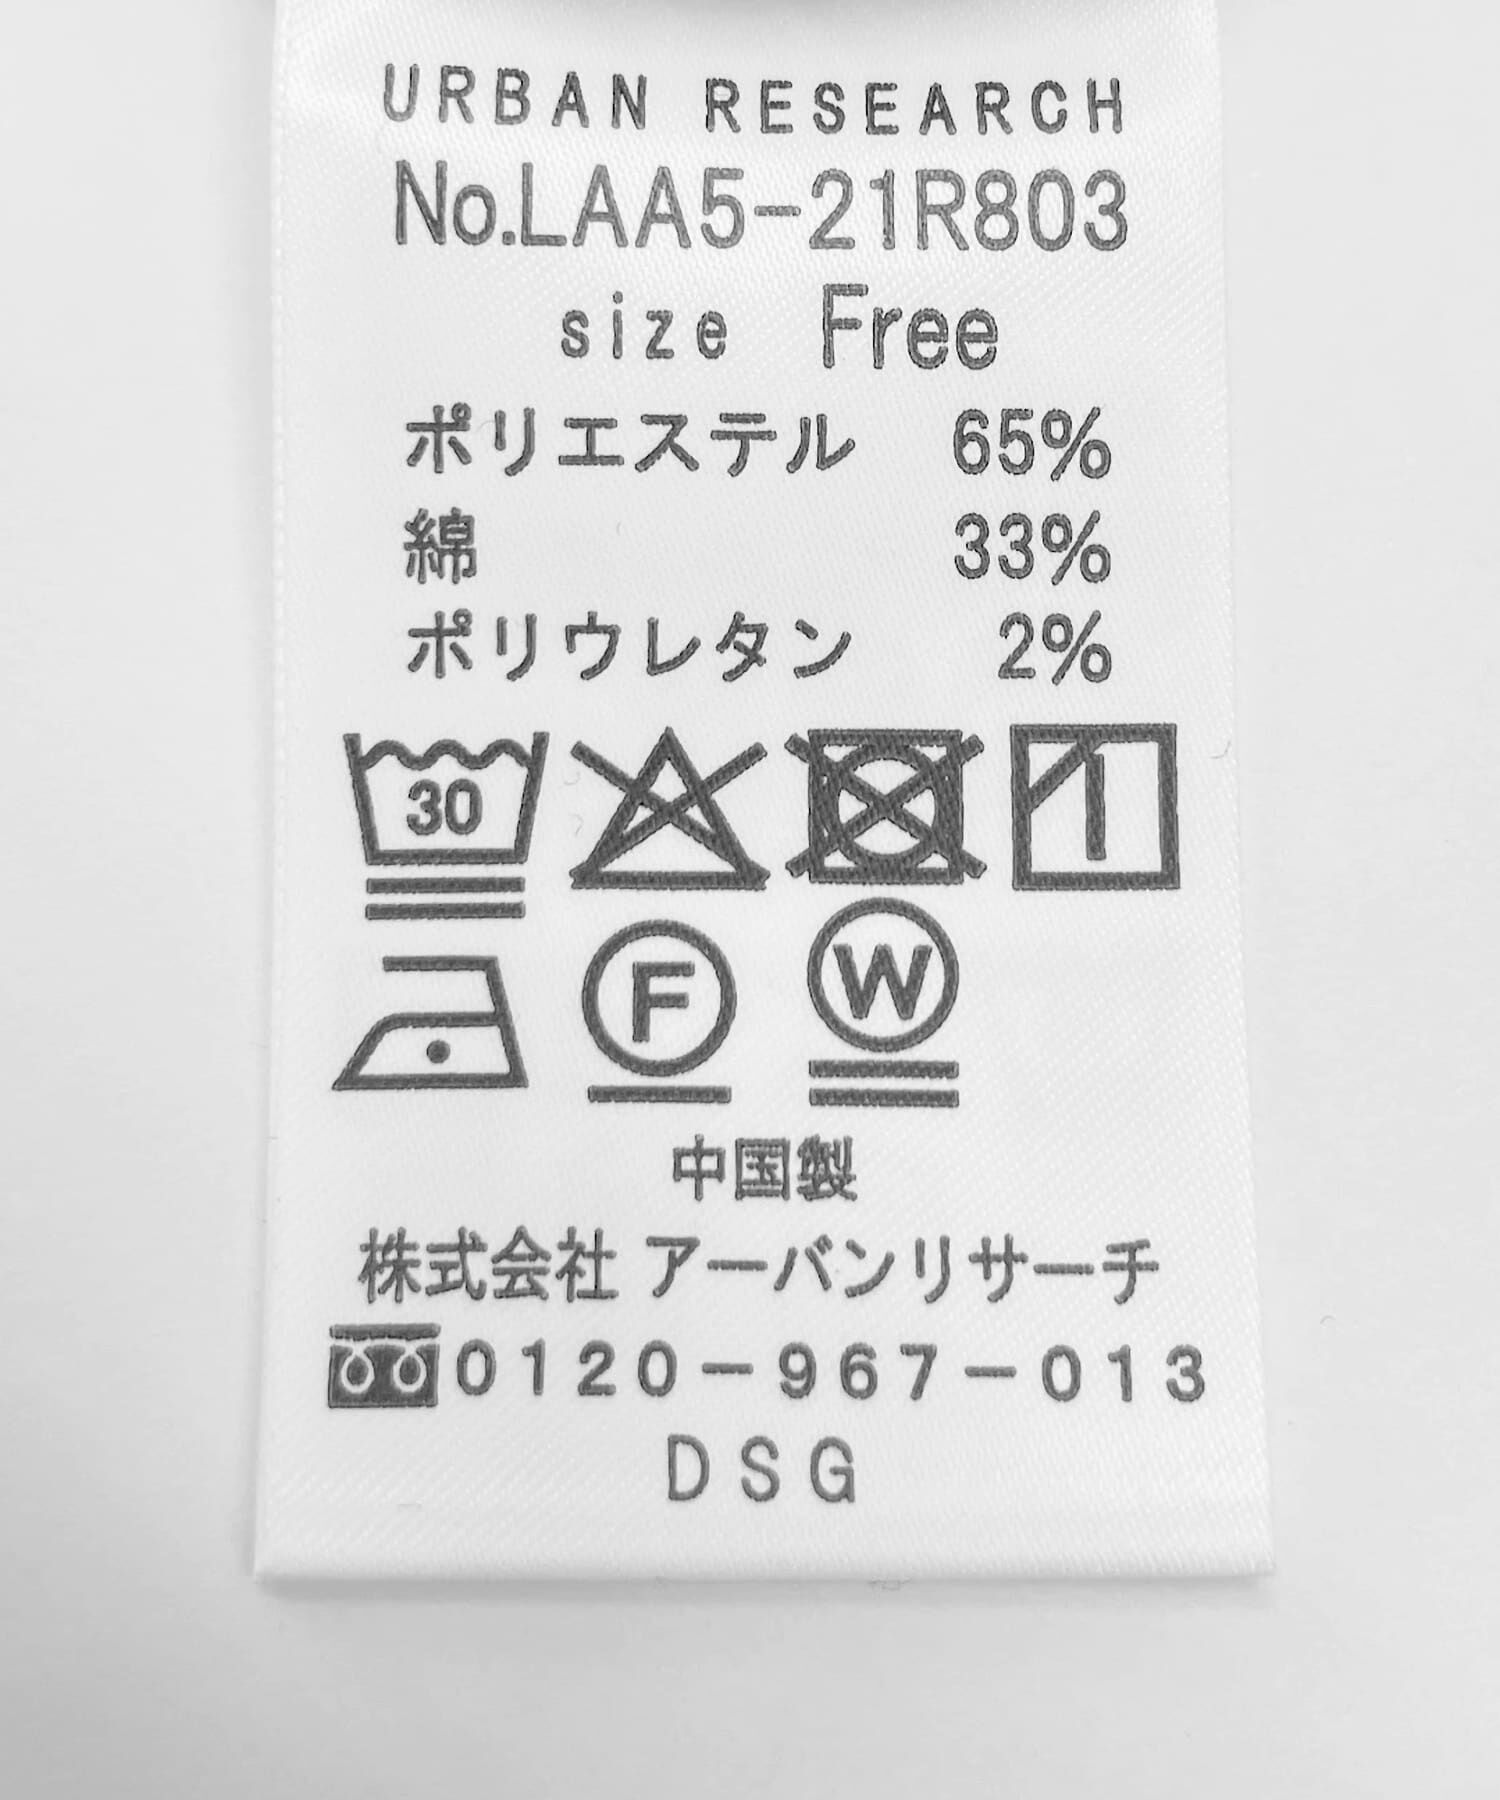 URBAN RESEARCH
No.LAA5-21R803
size Free
ポリエステル 65%
綿 33%
ポリウレタン 2%
30
F W
中国製
株式会社 アーバンリサーチ
0120-967-013
DSG